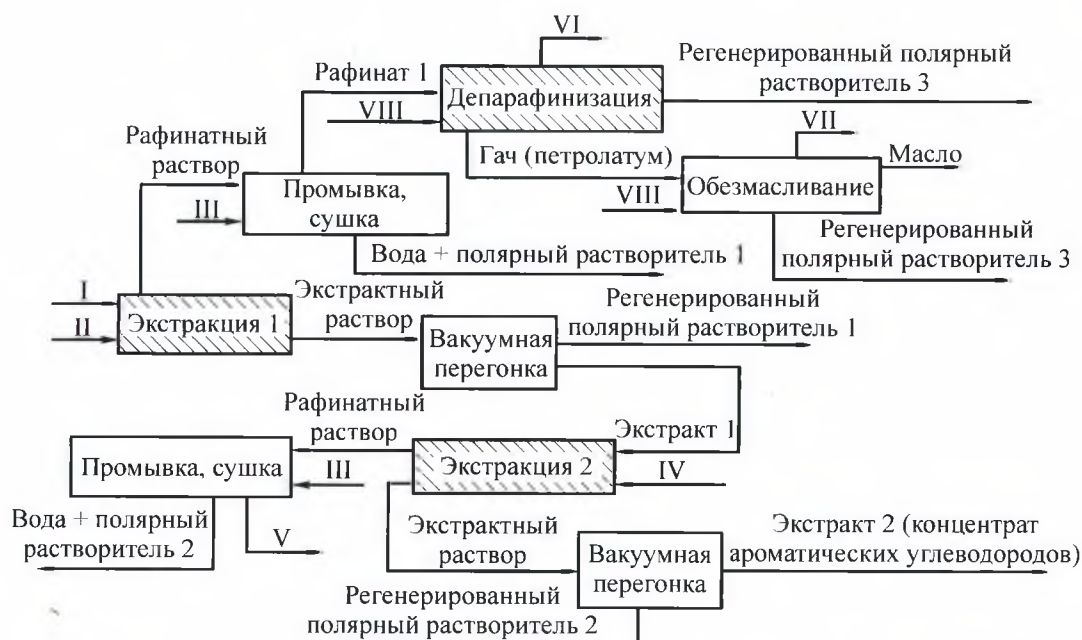 VI
Рафинат 1
Депарафинизация
Регенерированный полярный
растворитель 3
VIII
VII
Рафинатный
раствор
Гач (петролатум)
Масло
Промывка,
сушка
III
VIII
Обезмасливание
Регенерированный
полярный растворитель 3
Вода + полярный растворитель 1
I
II
Экстракция 1
Экстрактный
раствор
Регенерированный
полярный растворитель 1
Вакуумная
перегонка
Рафинатный
раствор
Экстракт 1
Промывка, сушка
III
Экстракция 2
IV
Вода + полярный
растворитель 2
V
Экстрактный
раствор
Вакуумная
перегонка
Экстракт 2 (концентрат
ароматических углеводородов)
Регенерированный
полярный растворитель 2